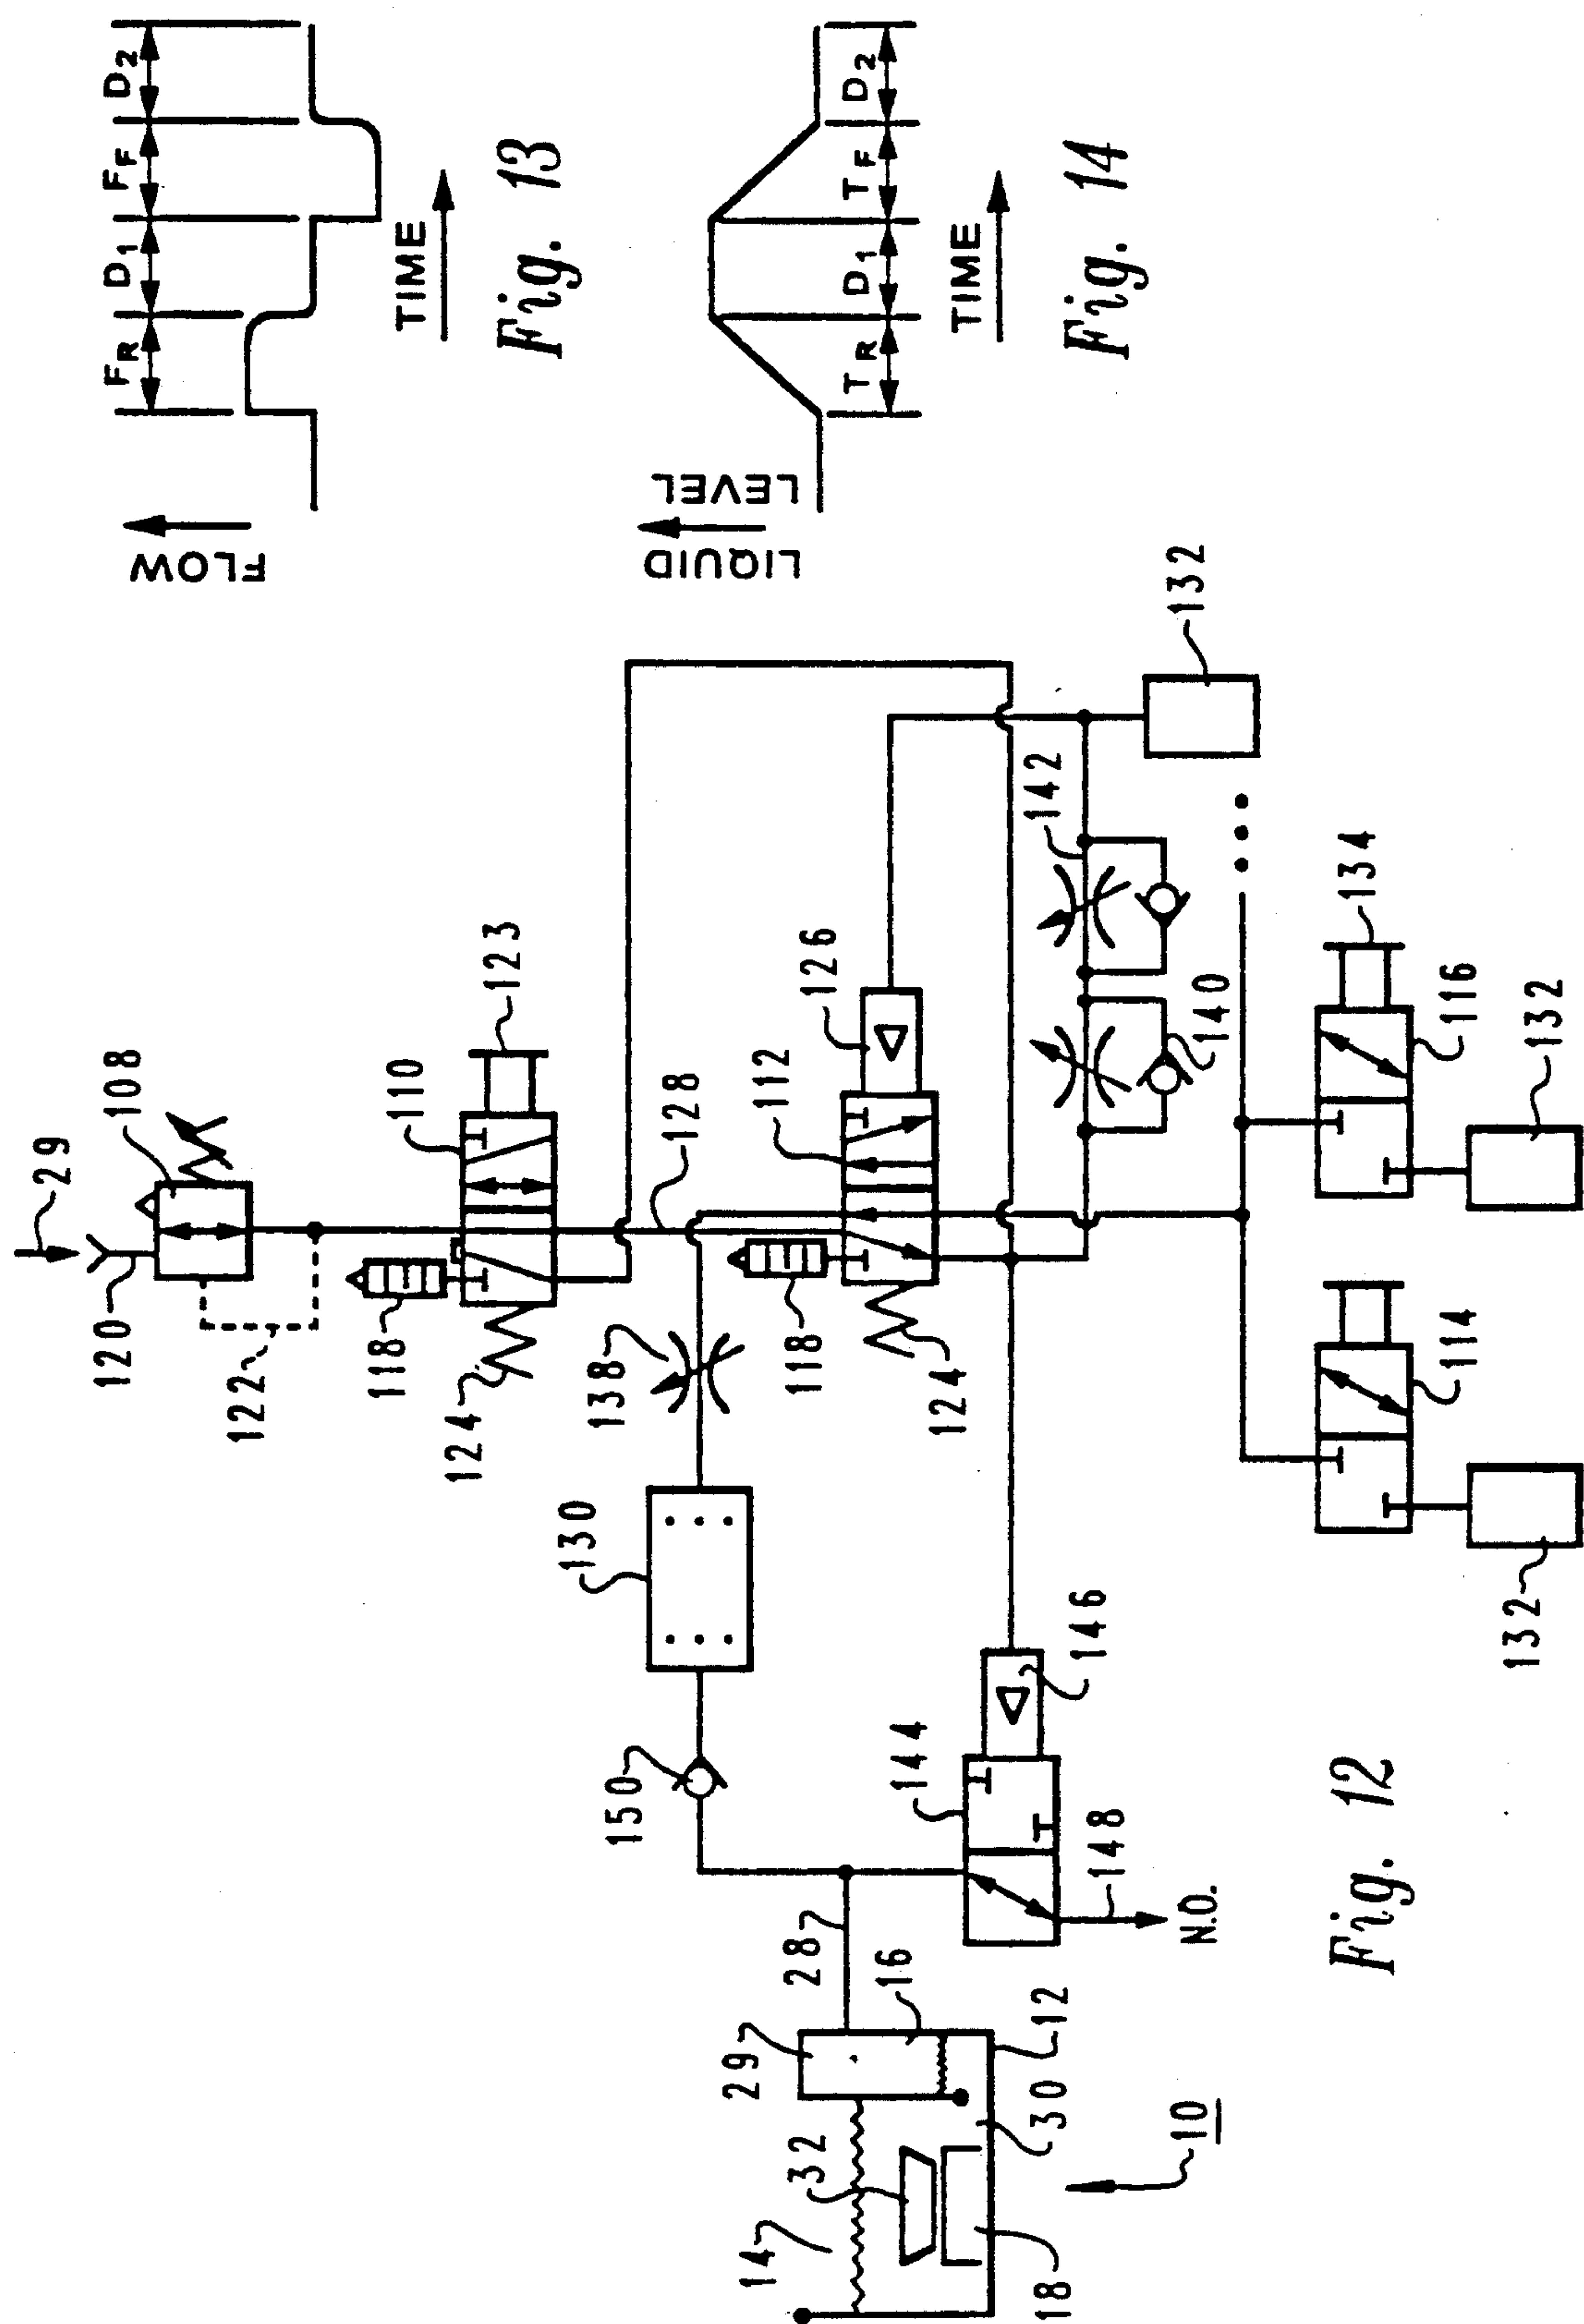 FLOW
F_R
D_1
F_F
D_2
TIME
Fig. 13
LIQUID
LEVEL
T_R
D_1
T_F
D_2
TIME
Fig. 14
29
120
108
122
118
110
123
124
138
128
130
118
112
126
124
150
142
140
132
28
144
146
148
N.O.
29
16
14
32
12
30
18
10
134
116
132
114
132
Fig. 12